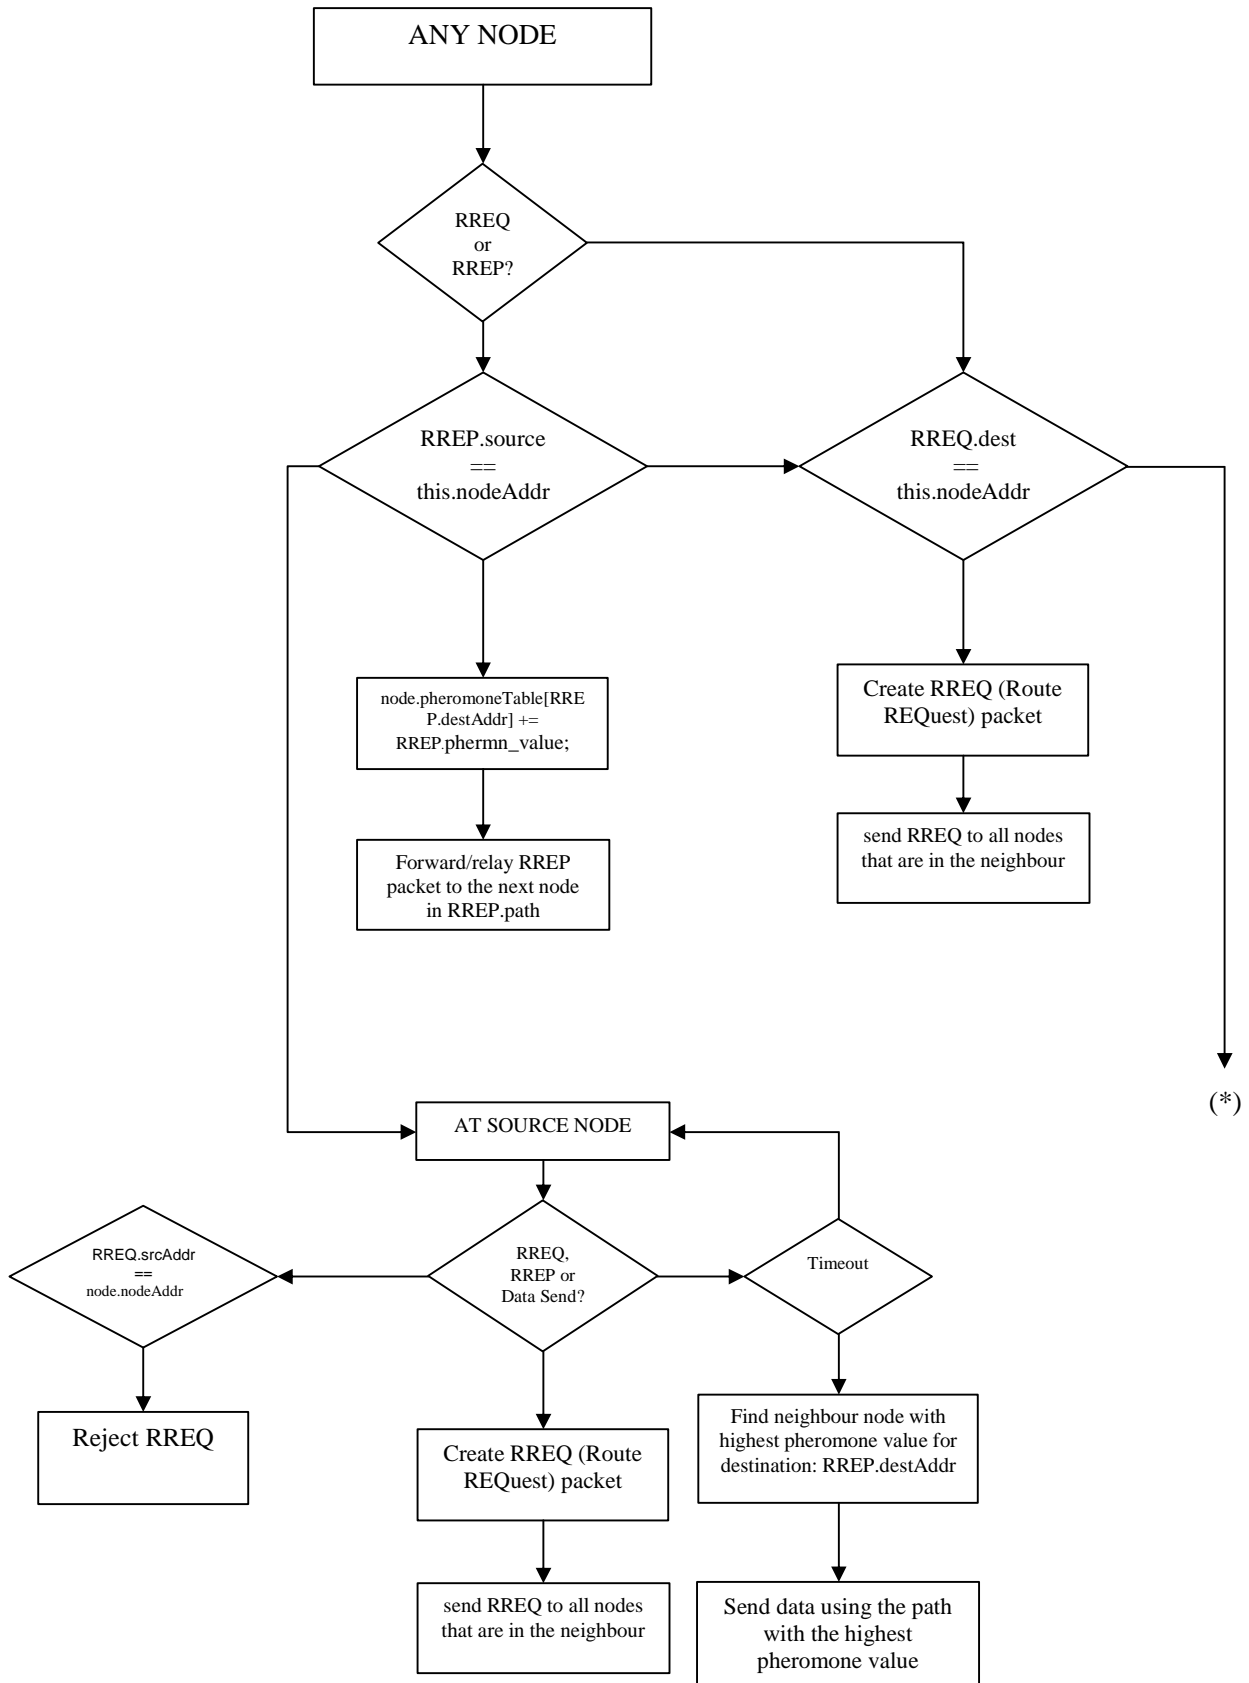 ANY NODE
RREQ
or
RREP?
RREP.source
==
this.nodeAddr
RREQ.dest
==
this.nodeAddr
node.pheromoneTable[RRE
P.destAddr] +=
RREP.phermn_value;
Create RREQ (Route
REQuest) packet
Forward/relay RREP
packet to the next node
in RREP.path
send RREQ to all nodes
that are in the neighbour
(*)
AT SOURCE NODE
RREQ.srcAddr
==
node.nodeAddr
RREQ,
RREP or
Data Send?
Timeout
Reject RREQ
Create RREQ (Route
REQuest) packet
Find neighbour node with
highest pheromone value for
destination: RREP.destAddr
send RREQ to all nodes
that are in the neighbour
Send data using the path
with the highest
pheromone value